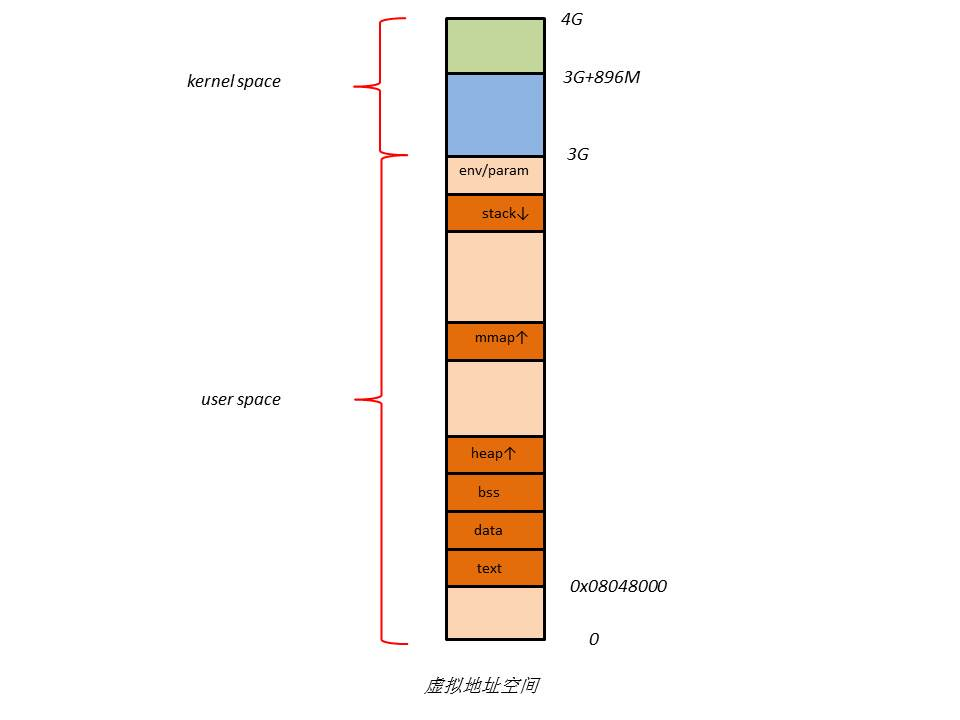 4G
kernel space
3G+896M
3G
env/param
stack↓
mmap↑
user space
heap↑
bss
data
text
0x08048000
0
虚拟地址空间